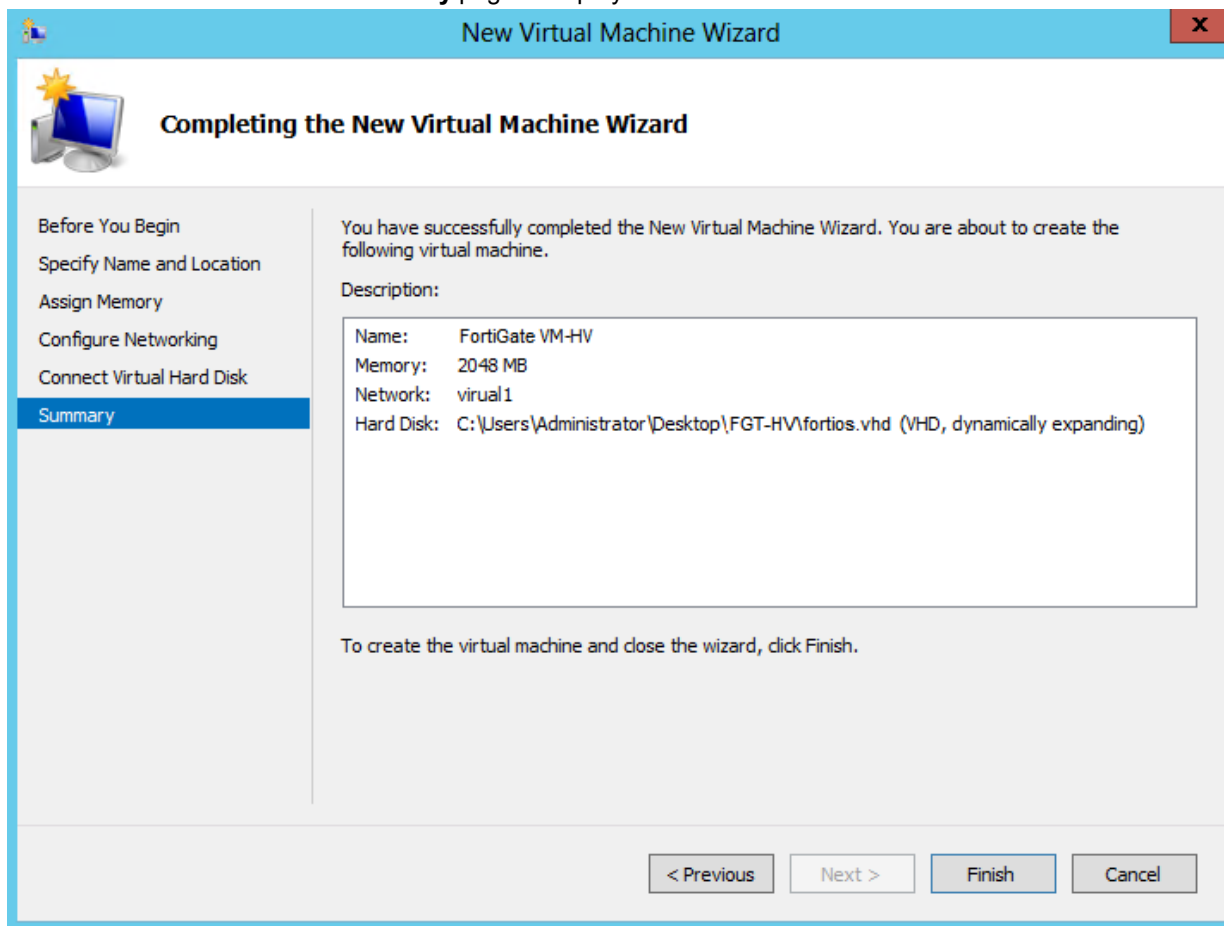 New Virtual Machine Wizard
X
Completing the New Virtual Machine Wizard
Before You Begin
Specify Name and Location
Assign Memory
Configure Networking
Connect Virtual Hard Disk
Summary
You have successfully completed the New Virtual Machine Wizard. You are about to create the
following virtual machine.
Description:
Name: FortiGate VM-HV
Memory: 2048 MB
Network: virual1
Hard Disk: C:\Users\Administrator\Desktop\FGT-HV\fortios.vhd (VHD, dynamically expanding)
To create the virtual machine and close the wizard, click Finish.
< Previous
Next >
Finish
Cancel